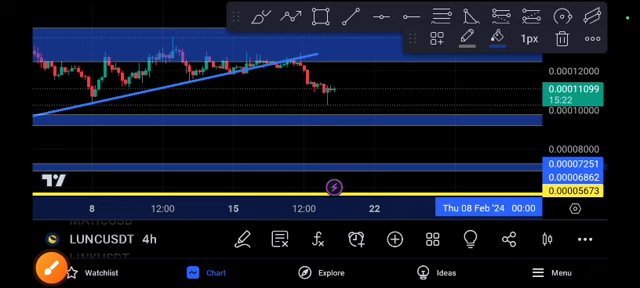 1px
0.00012000
0.00011099
15:22
0.00010000
0.00008000
0.00007251
0.00006862
0.00005673
8 12:00 15 12:00 22 Thu 08 Feb '24 00:00
LUNCUSDT 4h
Watchlist Chart Explore Ideas Menu